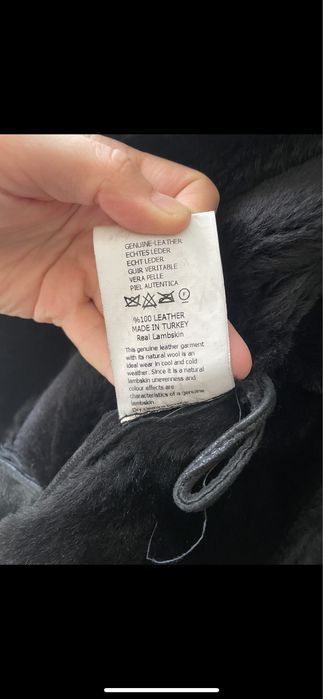 GENUINE LEATHER
ECHTES LEDER
ECHT LEDER
GUIR VERITABLE
VERA PELLE
PIEL AUTENTICA
F
%100 LEATHER
MADE IN TURKEY
Real Lambskin
This genuine leather garment
with its natural wool is an
ideal wear in cool and cold
weather. Since it is a natural
lambskin unevenness and
colour effects are
characteristics of a genuine
lambskin.
Dry